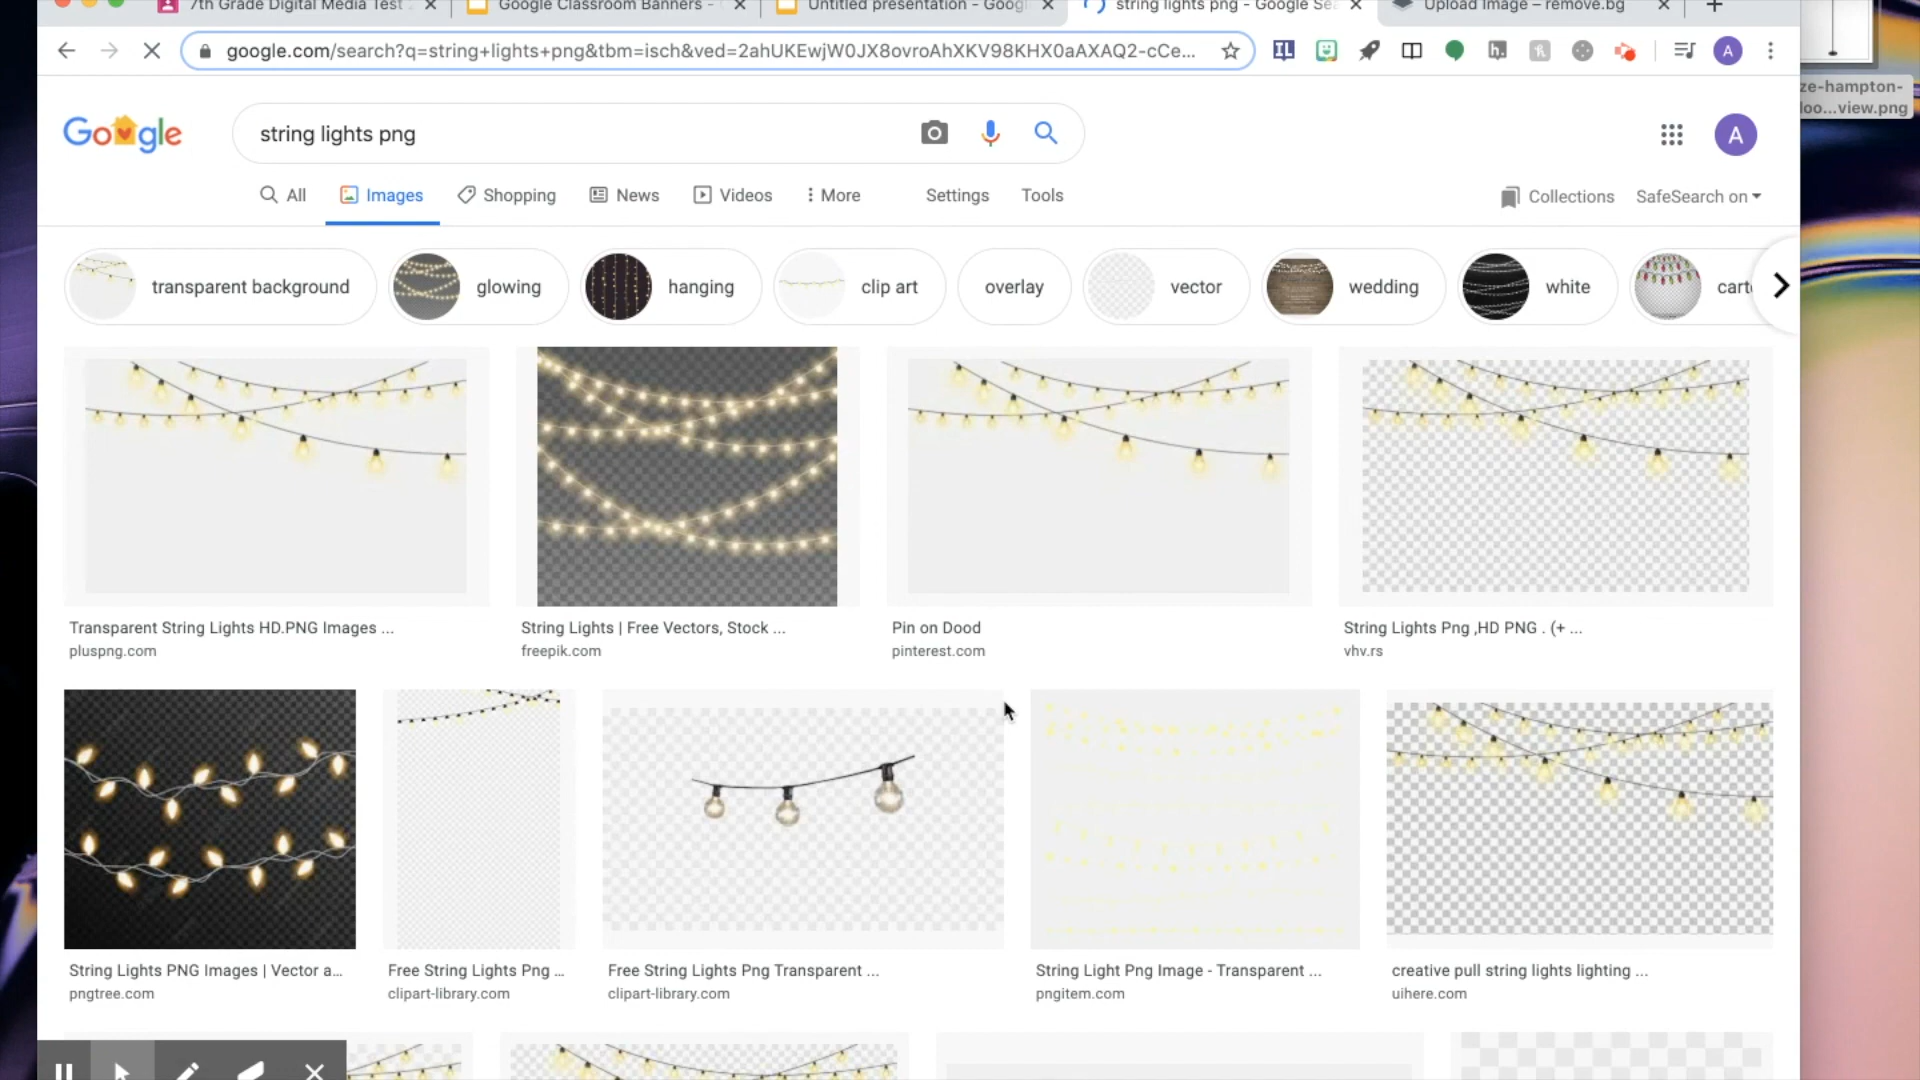 7th Grade Digital Media Test
Google Classroom Banners -
Untitled presentation - Googl
string lights png - Google Sea
Upload Image – remove.bg
google.com/search?q=string+lights+png&tbm=isch&ved=2ahUKEwjW0JX8ovroAhXKV98KHX0aAXAQ2-cCe...
IL
h.
A
ze-hampton-
loo...view.png
Google
string lights png
A
All
Images
Shopping
News
Videos
More
Settings
Tools
Collections
SafeSearch on
transparent background
glowing
hanging
clip art
overlay
vector
wedding
white
carto
Transparent String Lights HD.PNG Images ...
pluspng.com
String Lights | Free Vectors, Stock ...
freepik.com
Pin on Dood
pinterest.com
String Lights Png ,HD PNG . (+ ...
vhv.rs
String Lights PNG Images | Vector a...
pngtree.com
Free String Lights Png ...
clipart-library.com
Free String Lights Png Transparent ...
clipart-library.com
String Light Png Image - Transparent ...
pngitem.com
creative pull string lights lighting ...
uihere.com